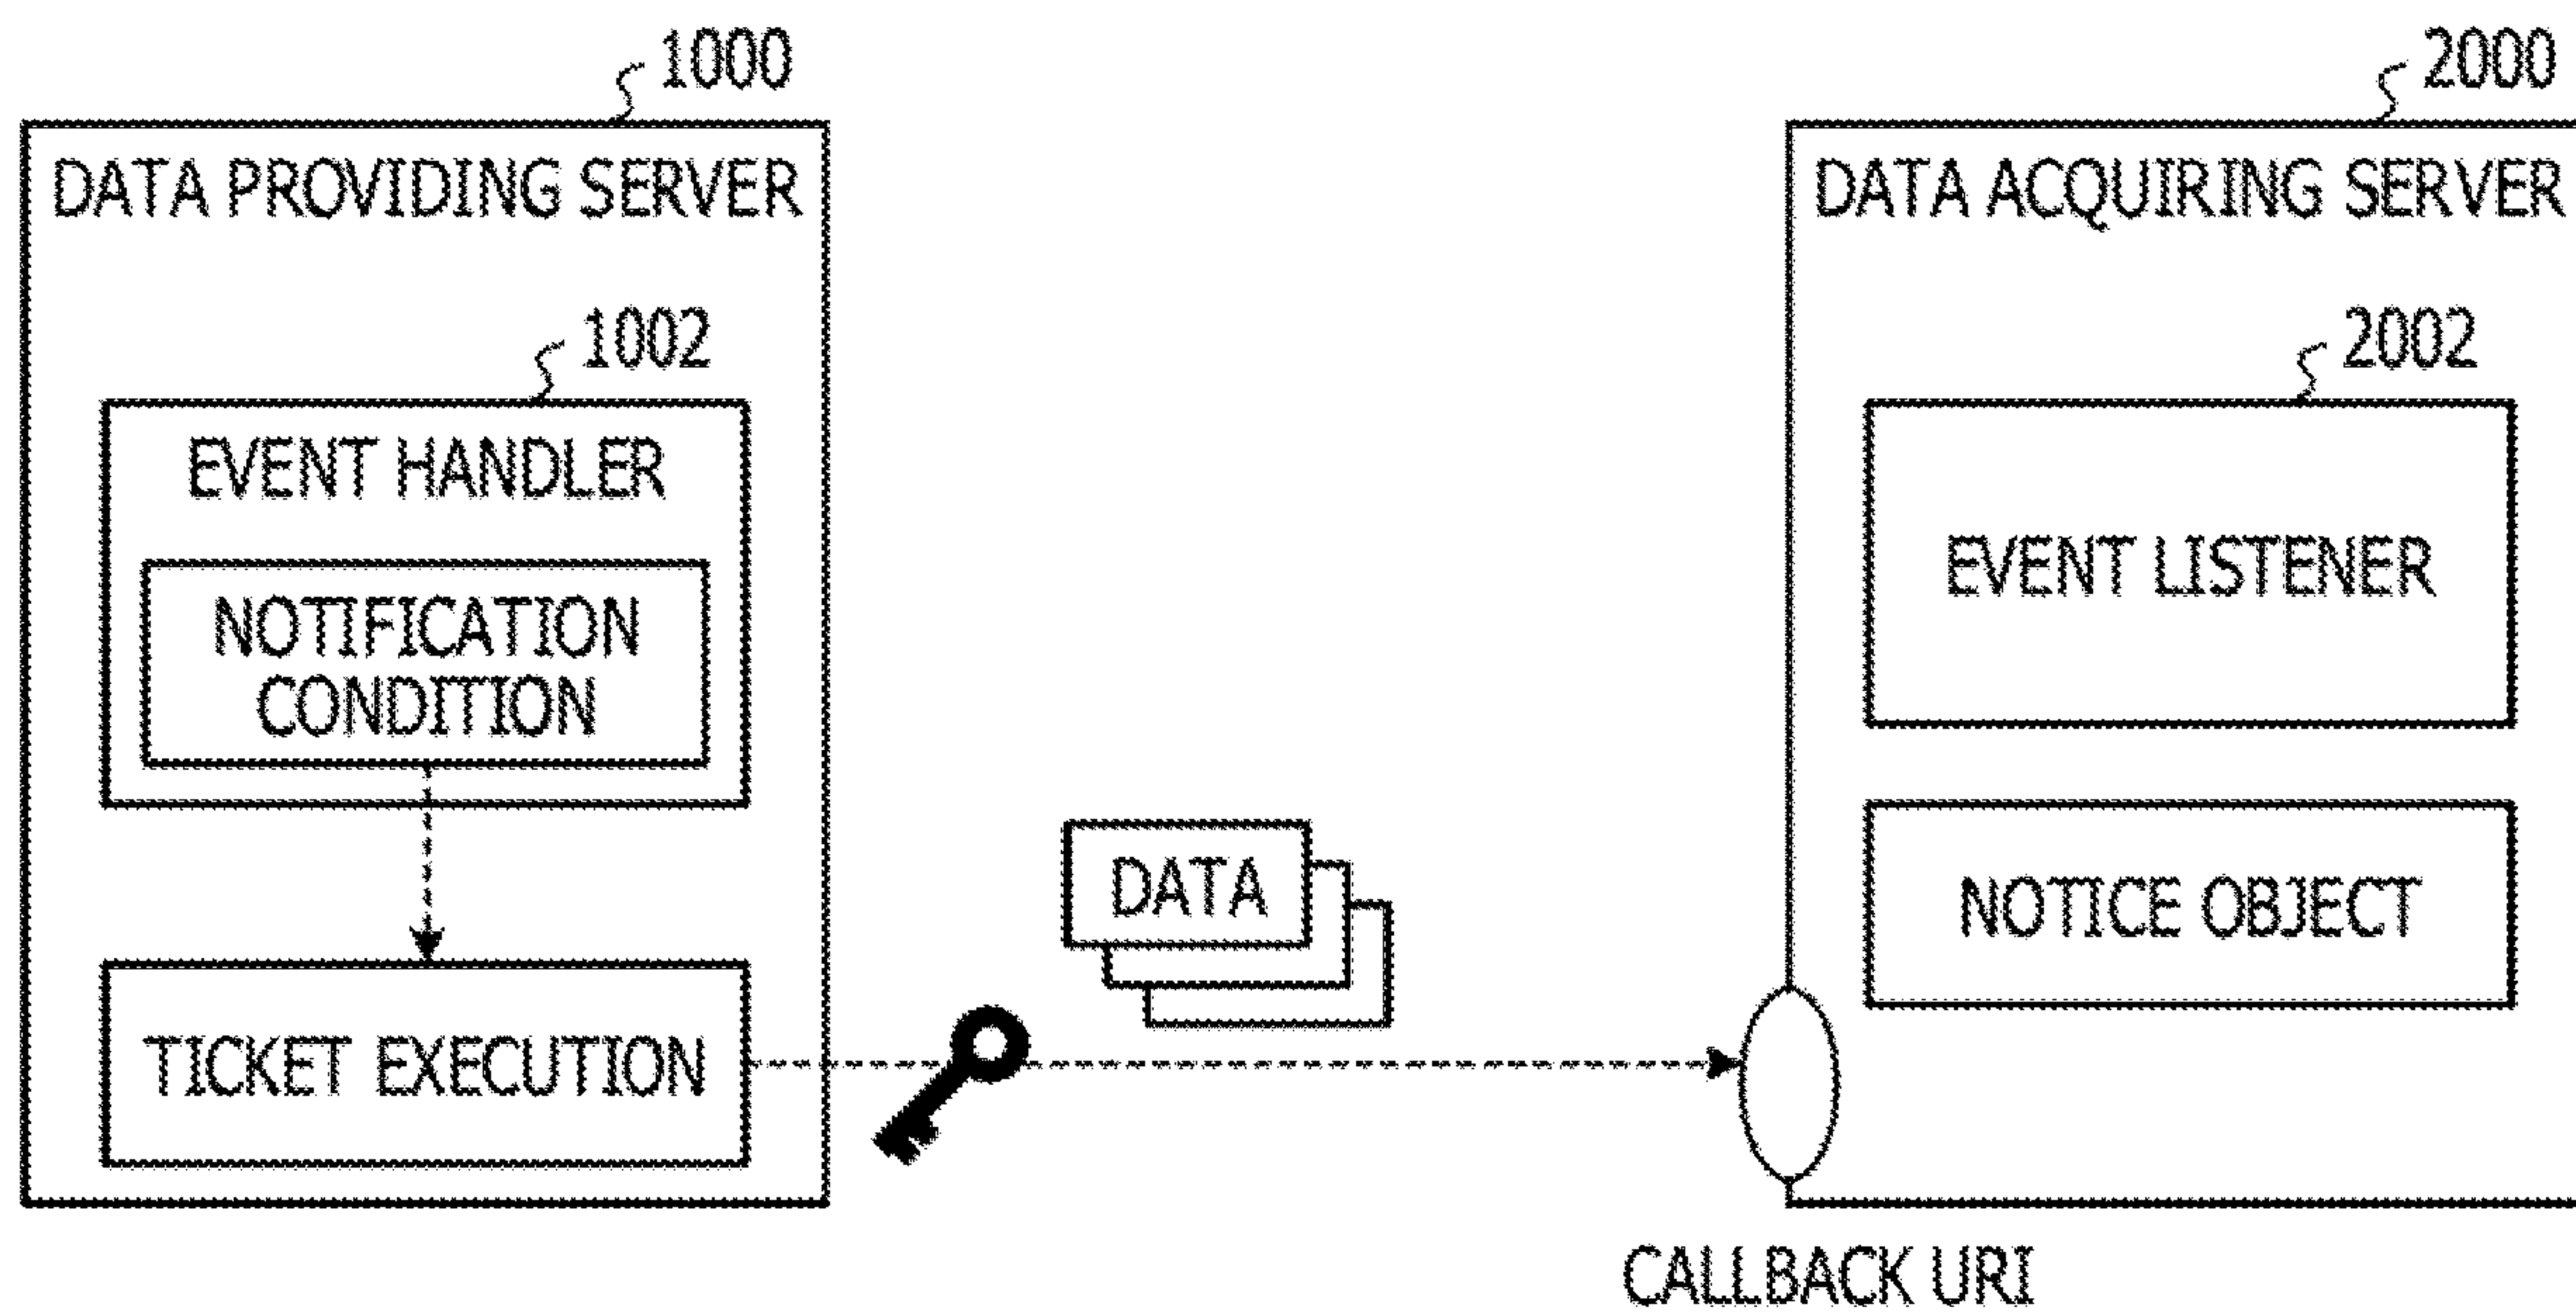 1000
DATA PROVIDING SERVER
1002
EVENT HANDLER
NOTIFICATION
CONDITION
TICKET EXECUTION
DATA
2000
DATA ACQUIRING SERVER
2002
EVENT LISTENER
NOTICE OBJECT
CALLBACK URI